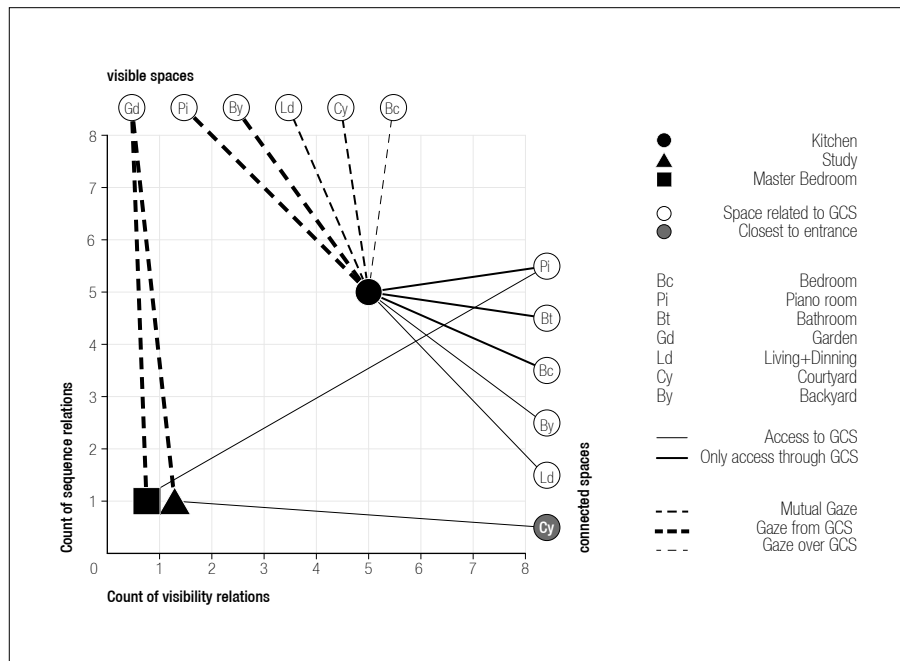 visible spaces
Gd Pi By Ld Cy Bc
8
7
6
5
4
3
2
1
0 1 2 3 4 5 6 7 8
Count of sequence relations
Count of visibility relations
Pi
Bt
Bc
By
Ld
Cy
connected spaces
Kitchen
Study
Master Bedroom
Space related to GCS
Closest to entrance
Bc Bedroom
Pi Piano room
Bt Bathroom
Gd Garden
Ld Living+Dinning
Cy Courtyard
By Backyard
Access to GCS
Only access through GCS
Mutual Gaze
Gaze from GCS
Gaze over GCS